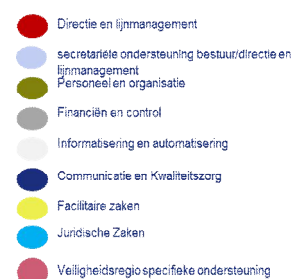 Directie en lijnmanagement
secretariële ondersteuning bestuur/directie en
lijnmanagement
Personeel en organisatie
Financiën en control
Informatisering en automatisering
Communicatie en Kwaliteitszorg
Facilitaire zaken
Juridische Zaken
Veiligheidsregio specifieke ondersteuning